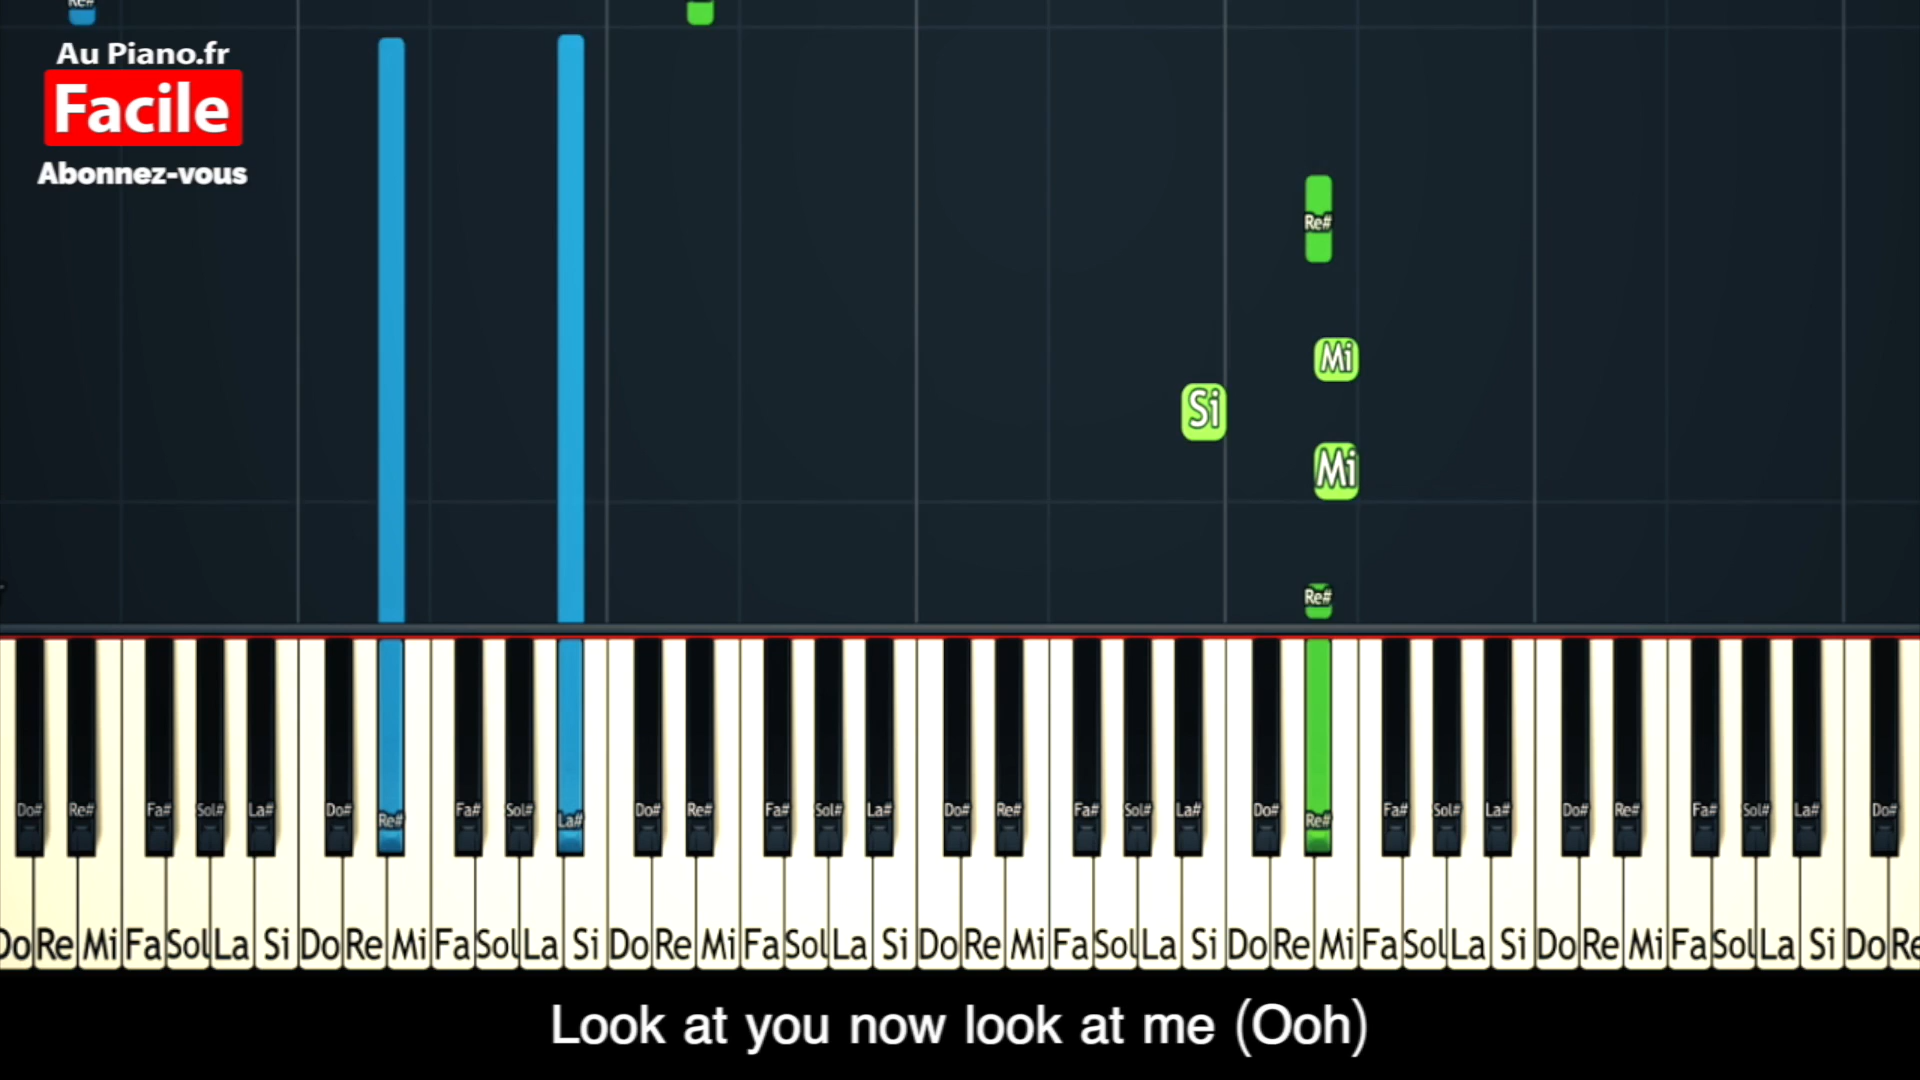 Re#
Au Piano.fr
Facile
Abonnez-vous
Re#
Mi
Si
Mi
Re#
Do# Re# Fa# Sol# La# Do# Re# Fa# Sol# La# Do# Re# Fa# Sol# La# Do# Re# Fa# Sol# La# Do# Re# Fa# Sol# La# Do# Re# Fa# Sol# La# Do#
Do Re Mi Fa Sol La Si Do Re Mi Fa Sol La Si Do Re Mi Fa Sol La Si Do Re Mi Fa Sol La Si Do Re Mi Fa Sol La Si Do Re Mi Fa Sol La Si Do Re
Look at you now look at me (Ooh)